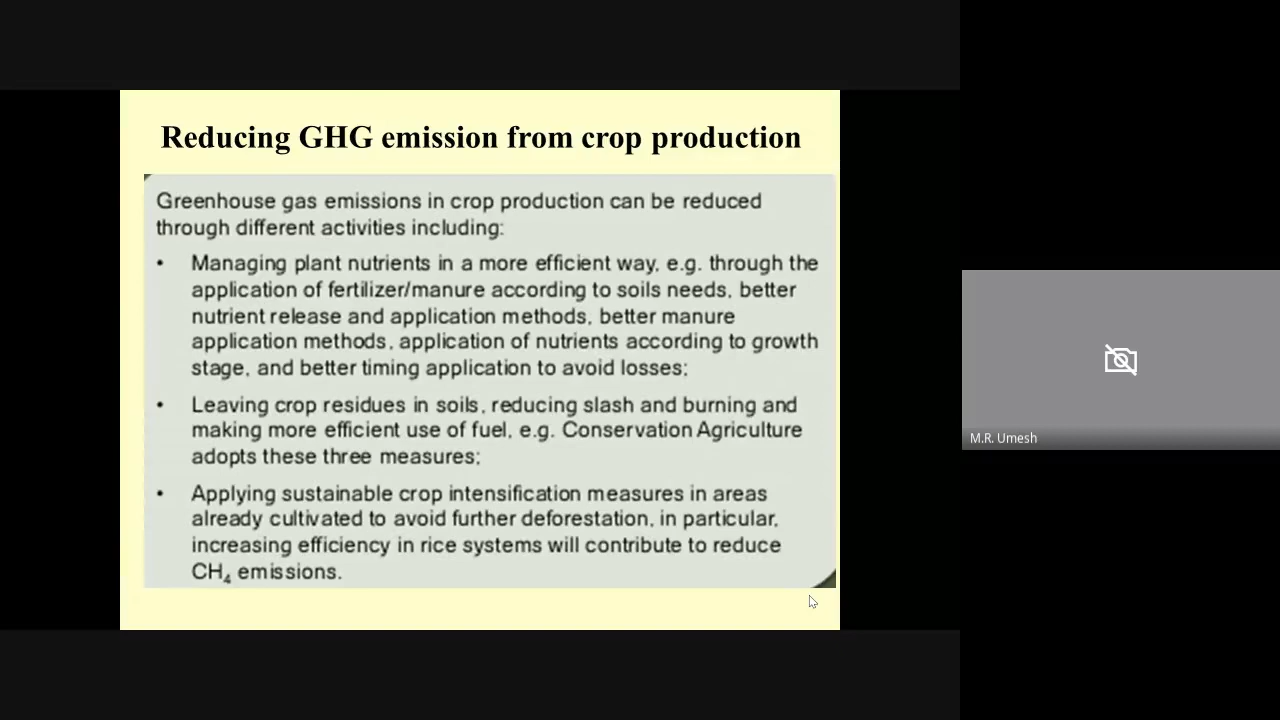 Reducing GHG emission from crop production
Greenhouse gas emissions in crop production can be reduced
through different activities including:
• Managing plant nutrients in a more efficient way, e.g. through the
application of fertilizer/manure according to soils needs, better
nutrient release and application methods, better manure
application methods, application of nutrients according to growth
stage, and better timing application to avoid losses;
• Leaving crop residues in soils, reducing slash and burning and
making more efficient use of fuel, e.g. Conservation Agriculture
adopts these three measures;
• Applying sustainable crop intensification measures in areas
already cultivated to avoid further deforestation, in particular,
increasing efficiency in rice systems will contribute to reduce
CH₄ emissions.
M.R. Umesh